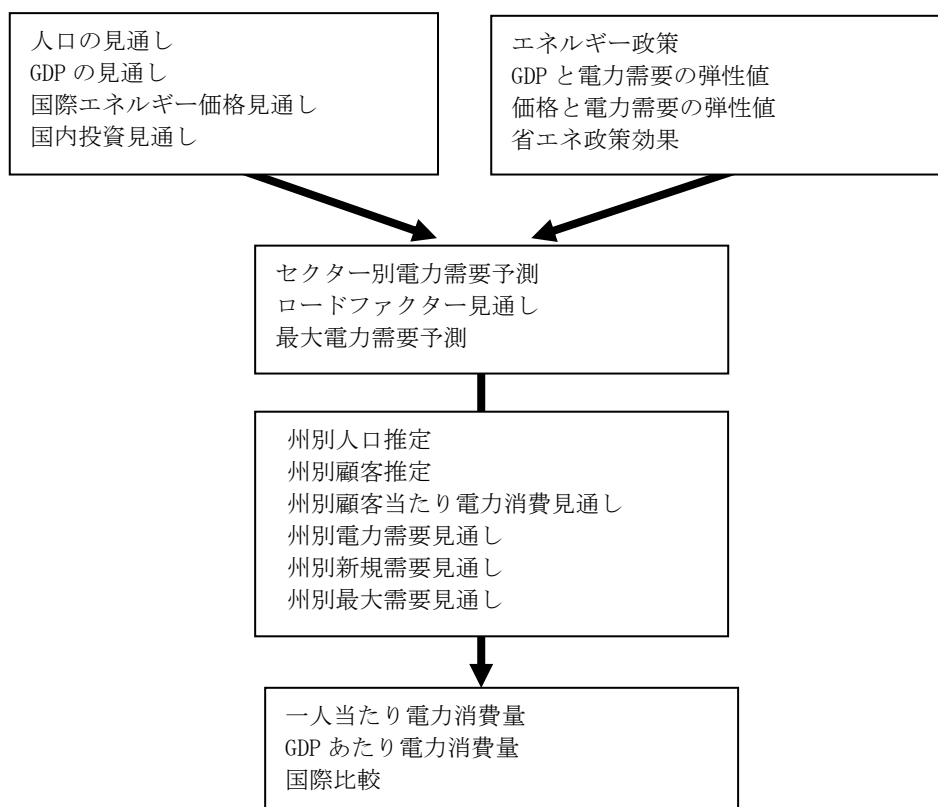 人口の見通し
GDP の見通し
国際エネルギー価格見通し
国内投資見通し
エネルギー政策
GDP と電力需要の弾性値
価格と電力需要の弾性値
省エネ政策効果
セクター別電力需要予測
ロードファクター見通し
最大電力需要予測
州別人口推定
州別顧客推定
州別顧客当たり電力消費見通し
州別電力需要見通し
州別新規需要見通し
州別最大需要見通し
一人当たり電力消費量
GDP あたり電力消費量
国際比較